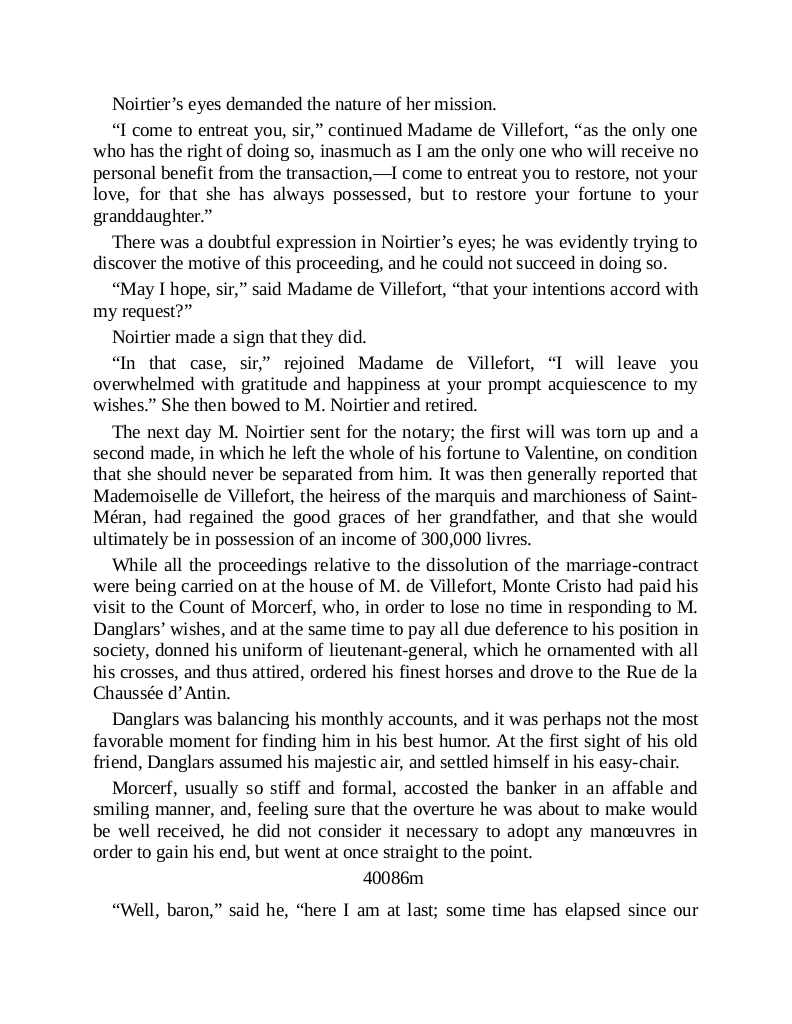 Noirtier’s eyes demanded the nature of her mission.
“I come to entreat you, sir,” continued Madame de Villefort, “as the only one
who has the right of doing so, inasmuch as I am the only one who will receive no
personal benefit from the transaction,—I come to entreat you to restore, not your
love, for that she has always possessed, but to restore your fortune to your
granddaughter.”
There was a doubtful expression in Noirtier’s eyes; he was evidently trying to
discover the motive of this proceeding, and he could not succeed in doing so.
“May I hope, sir,” said Madame de Villefort, “that your intentions accord with
my request?”
Noirtier made a sign that they did.
“In that case, sir,” rejoined Madame de Villefort, “I will leave you
overwhelmed with gratitude and happiness at your prompt acquiescence to my
wishes.” She then bowed to M. Noirtier and retired.
The next day M. Noirtier sent for the notary; the first will was torn up and a
second made, in which he left the whole of his fortune to Valentine, on condition
that she should never be separated from him. It was then generally reported that
Mademoiselle de Villefort, the heiress of the marquis and marchioness of Saint-
Méran, had regained the good graces of her grandfather, and that she would
ultimately be in possession of an income of 300,000 livres.
While all the proceedings relative to the dissolution of the marriage-contract
were being carried on at the house of M. de Villefort, Monte Cristo had paid his
visit to the Count of Morcerf, who, in order to lose no time in responding to M.
Danglars’ wishes, and at the same time to pay all due deference to his position in
society, donned his uniform of lieutenant-general, which he ornamented with all
his crosses, and thus attired, ordered his finest horses and drove to the Rue de la
Chaussée d’Antin.
Danglars was balancing his monthly accounts, and it was perhaps not the most
favorable moment for finding him in his best humor. At the first sight of his old
friend, Danglars assumed his majestic air, and settled himself in his easy-chair.
Morcerf, usually so stiff and formal, accosted the banker in an affable and
smiling manner, and, feeling sure that the overture he was about to make would
be well received, he did not consider it necessary to adopt any manœuvres in
order to gain his end, but went at once straight to the point.
40086m
“Well, baron,” said he, “here I am at last; some time has elapsed since our